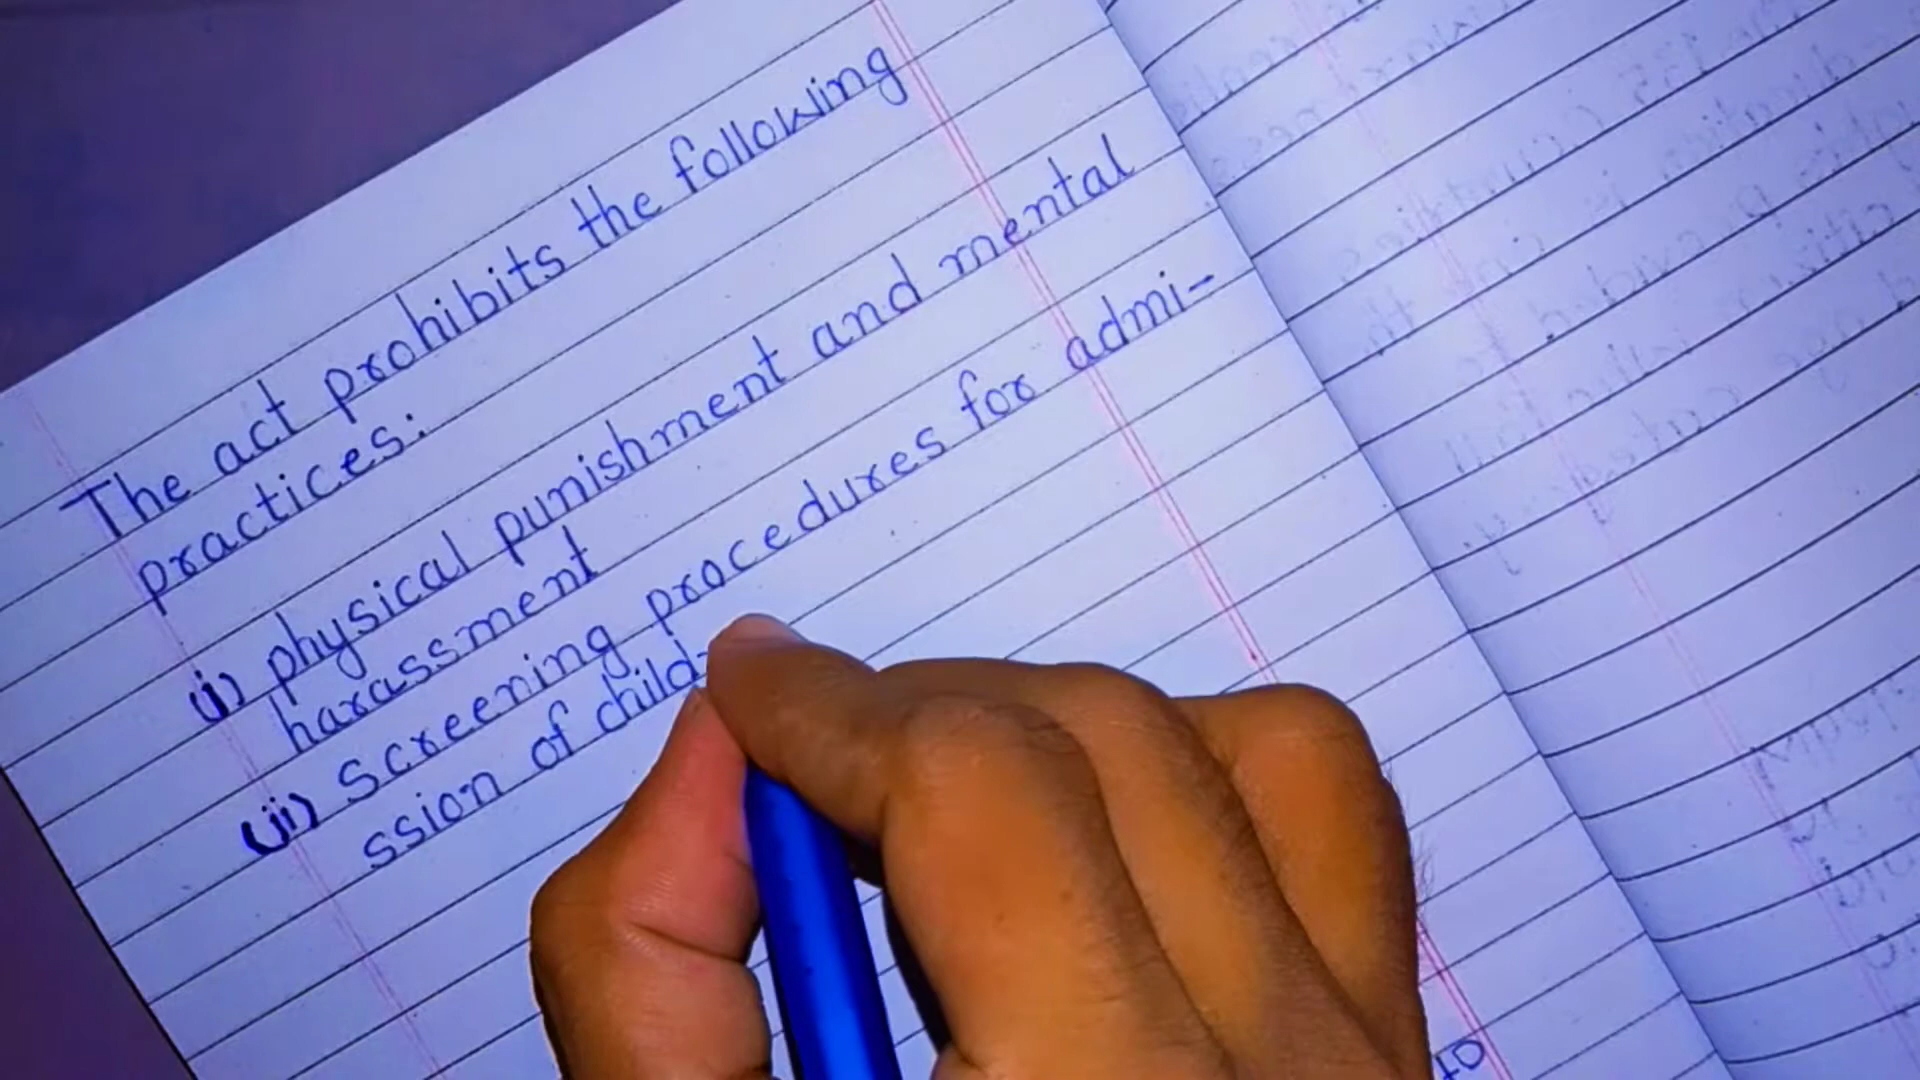 The act prohibits the following
practices:
(i) physical punishment and mental
harassment
(ii) Screening procedures for admi-
ssion of child